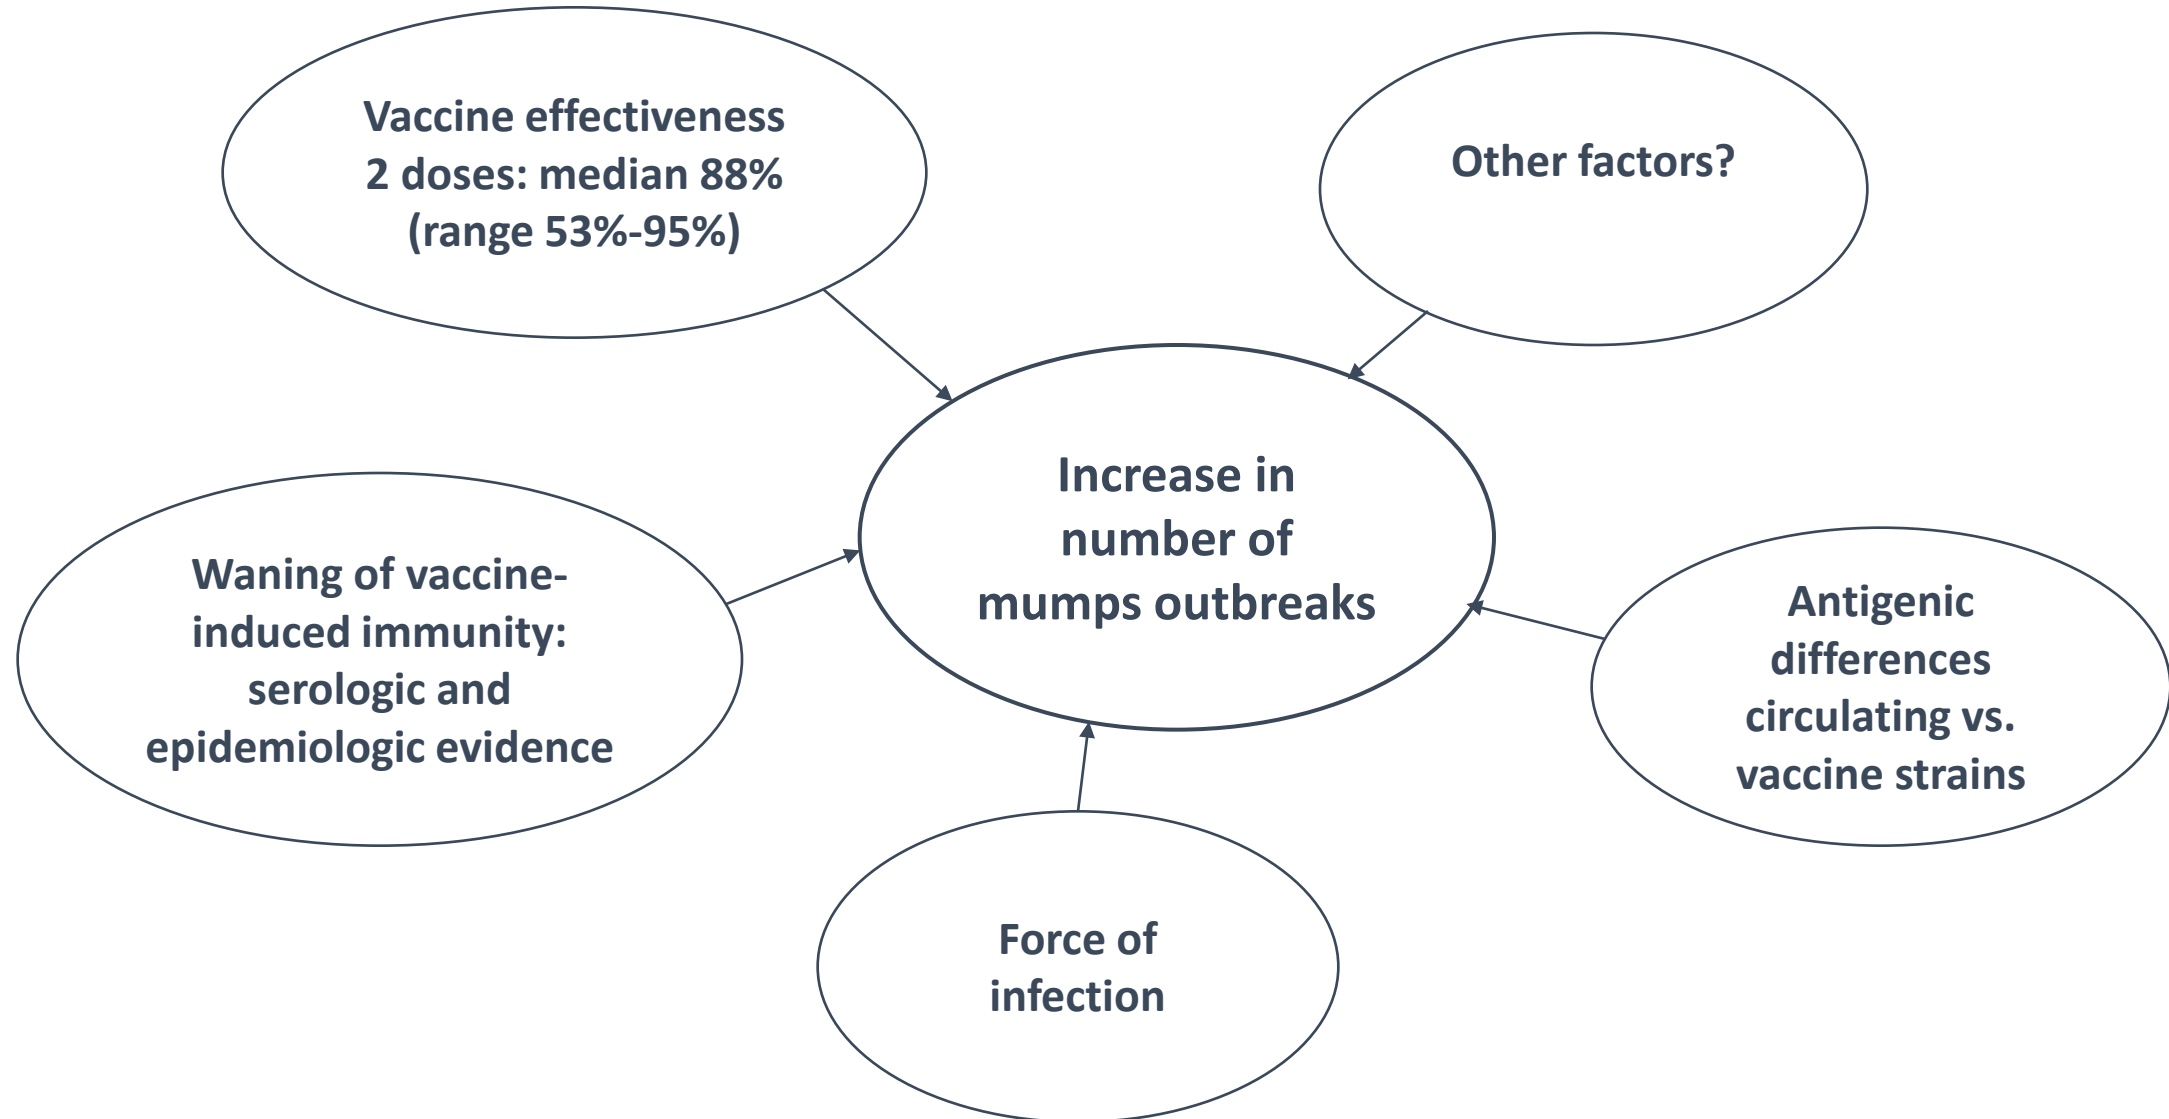 Vaccine effectiveness
2 doses: median 88%
(range 53%-95%)
Other factors?
Increase in
number of
mumps outbreaks
Waning of vaccine-
induced immunity:
serologic and
epidemiologic evidence
Antigenic
differences
circulating vs.
vaccine strains
Force of
infection